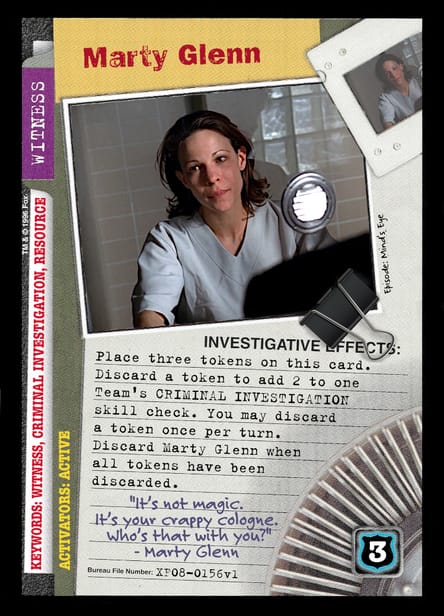 Marty Glenn
WITNESS
TM & © 1996 Fox.
KEYWORDS: WITNESS, CRIMINAL INVESTIGATION, RESOURCE
ACTIVATORS: ACTIVE
Episode: Mind's Eye
INVESTIGATIVE EFFECTS:
Place three tokens on this card.
Discard a token to add 2 to one
Team's CRIMINAL INVESTIGATION
skill check. You may discard
a token once per turn.
Discard Marty Glenn when
all tokens have been
discarded.
"It's not magic.
It's your crappy cologne.
Who's that with you?"
- Marty Glenn
Bureau File Number: XF08-0156v1
3